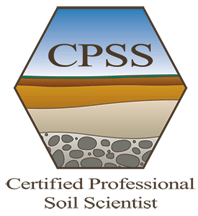 CPSS
Certified Professional
Soil Scientist